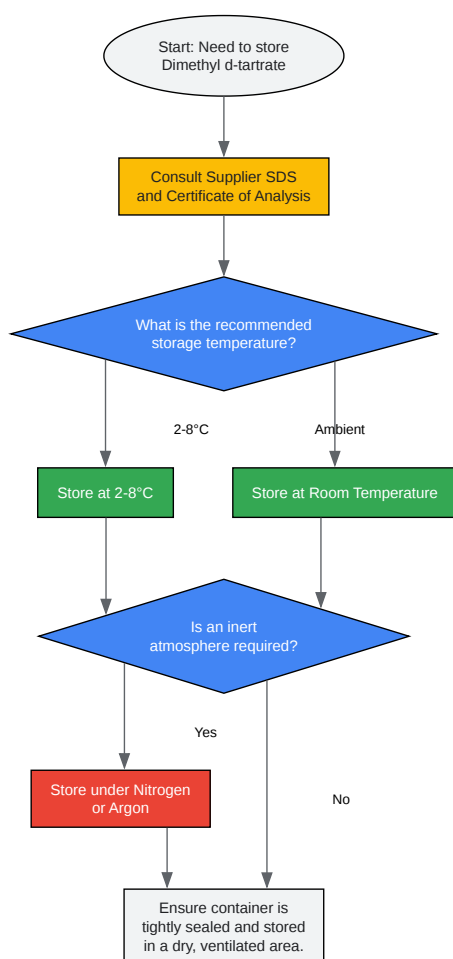 Start: Need to store
Dimethyl d-tartrate
Consult Supplier SDS
and Certificate of Analysis
What is the recommended
storage temperature?
2-8°C
Ambient
Store at 2-8°C
Store at Room Temperature
Is an inert
atmosphere required?
Yes
Store under Nitrogen
or Argon
No
Ensure container is
tightly sealed and stored
in a dry, ventilated area.